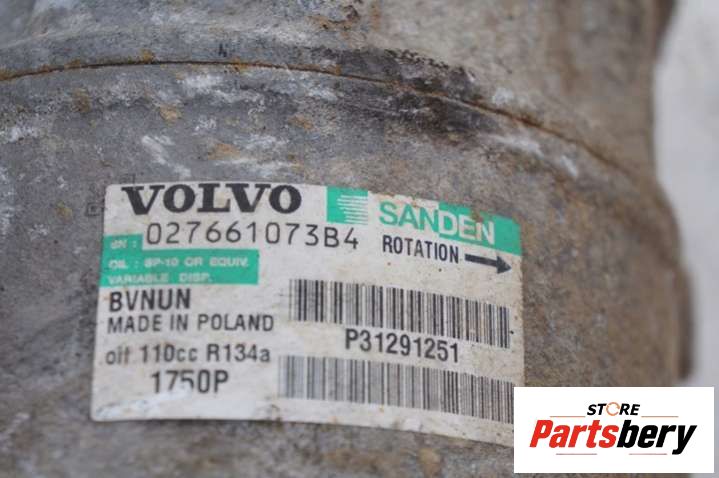 VOLVO SANDEN
SN : 027661073B4 ROTATION
OIL : SP-10 OR EQUIV.
VARIABLE DISP.
BVNUN
MADE IN POLAND
P31291251
oil 110cc R134a
1750P
STORE
Partsbery